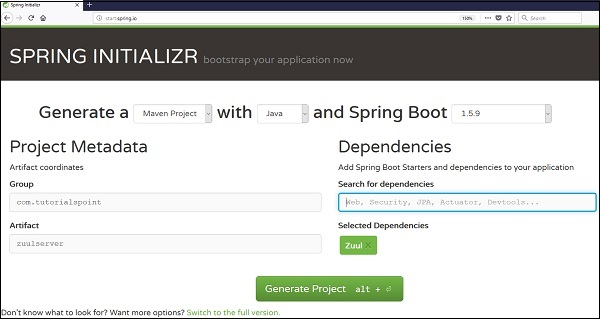 Spring Initializr
start.spring.io
150%
Search
SPRING INITIALIZR bootstrap your application now
Generate a Maven Project with Java and Spring Boot 1.5.9
Project Metadata
Artifact coordinates
Group
com.tutorialspoint
Artifact
zuulserver
Dependencies
Add Spring Boot Starters and dependencies to your application
Search for dependencies
Web, Security, JPA, Actuator, Devtools...
Selected Dependencies
Zuul ×
Generate Project alt + ⏎
Don't know what to look for? Want more options? Switch to the full version.